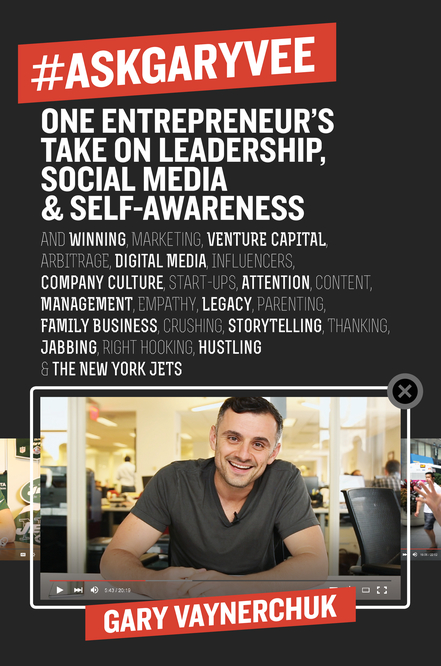 #ASKGARYVEE
ONE ENTREPRENEUR'S
TAKE ON LEADERSHIP,
SOCIAL MEDIA
& SELF-AWARENESS
AND WINNING, MARKETING, VENTURE CAPITAL,
ARBITRAGE, DIGITAL MEDIA, INFLUENCERS,
COMPANY CULTURE, START-UPS, ATTENTION, CONTENT,
MANAGEMENT, EMPATHY, LEGACY, PARENTING,
FAMILY BUSINESS, CRUSHING, STORYTELLING, THANKING,
JABBING, RIGHT HOOKING, HUSTLING
& THE NEW YORK JETS
5:43 / 20:19
GARY VAYNERCHUK